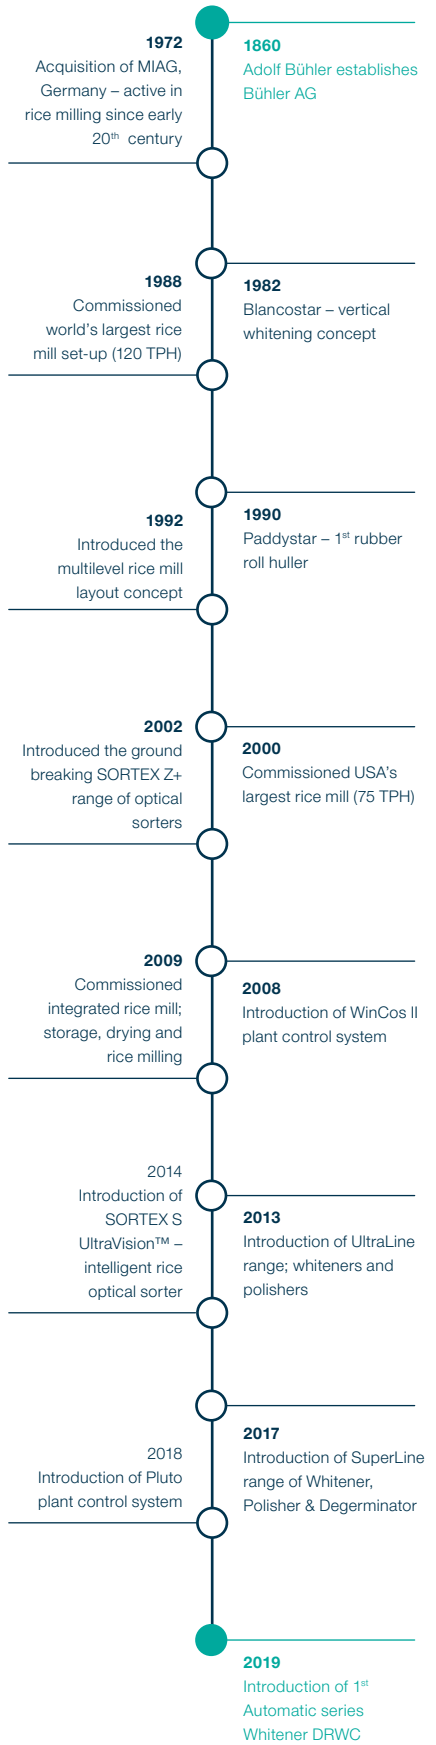 1860
Adolf Bühler establishes
Bühler AG
1972
Acquisition of MIAG,
Germany – active in
rice milling since early
20th century
1982
Blancostar – vertical
whitening concept
1988
Commissioned
world’s largest rice
mill set-up (120 TPH)
1990
Paddystar – 1st rubber
roll huller
1992
Introduced the
multilevel rice mill
layout concept
2000
Commissioned USA’s
largest rice mill (75 TPH)
2002
Introduced the ground
breaking SORTEX Z+
range of optical
sorters
2008
Introduction of WinCos II
plant control system
2009
Commissioned
integrated rice mill;
storage, drying and
rice milling
2013
Introduction of UltraLine
range; whiteners and
polishers
2014
Introduction of
SORTEX S
UltraVision™ –
intelligent rice
optical sorter
2017
Introduction of SuperLine
range of Whitener,
Polisher & Degerminator
2018
Introduction of Pluto
plant control system
2019
Introduction of 1st
Automatic series
Whitener DRWC